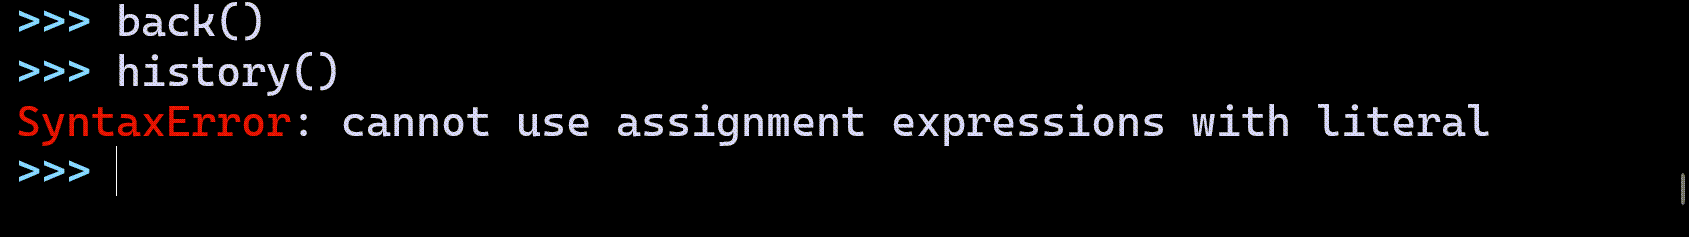 >>> back()
>>> history()
SyntaxError: cannot use assignment expressions with literal
>>>